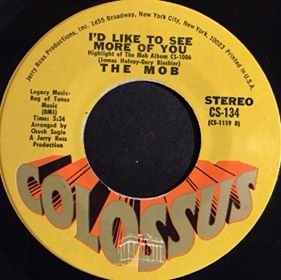 Jerry Ross Productions, Inc. 1855 Broadway, New York City, New York, 10023 Printed in U.S.A.
I'D LIKE TO SEE
MORE OF YOU
Highlight of The Mob Album CS-1006
(James Holvay-Gary Biesbier)
THE MOB
Legacy Music-
Bag of Tunes
Music
(BMI)
Time: 3:34
Arranged by
Chuck Sagle
A Jerry Ross
Production
STEREO
CS-134
(CS-1119 B)
COLOSSUS